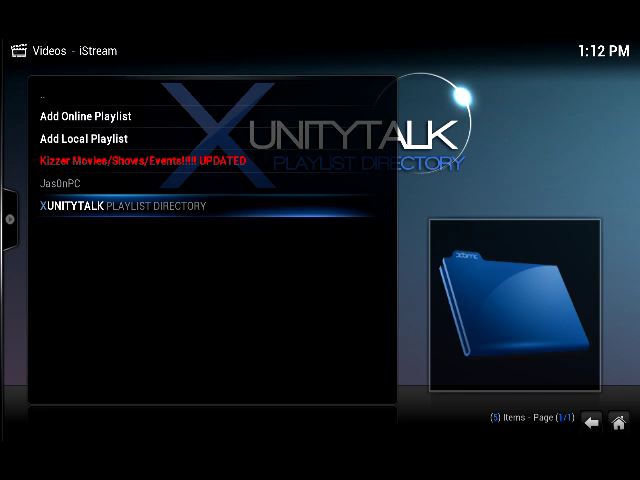 Videos - iStream
1:12 PM
XUNITYTALK
PLAYLIST DIRECTORY
..
Add Online Playlist
Add Local Playlist
Kizzer Movies/Shows/Events!!!!! UPDATED
Jas0nPC
XUNITYTALK PLAYLIST DIRECTORY
xbmc
(5) Items - Page (1/1)